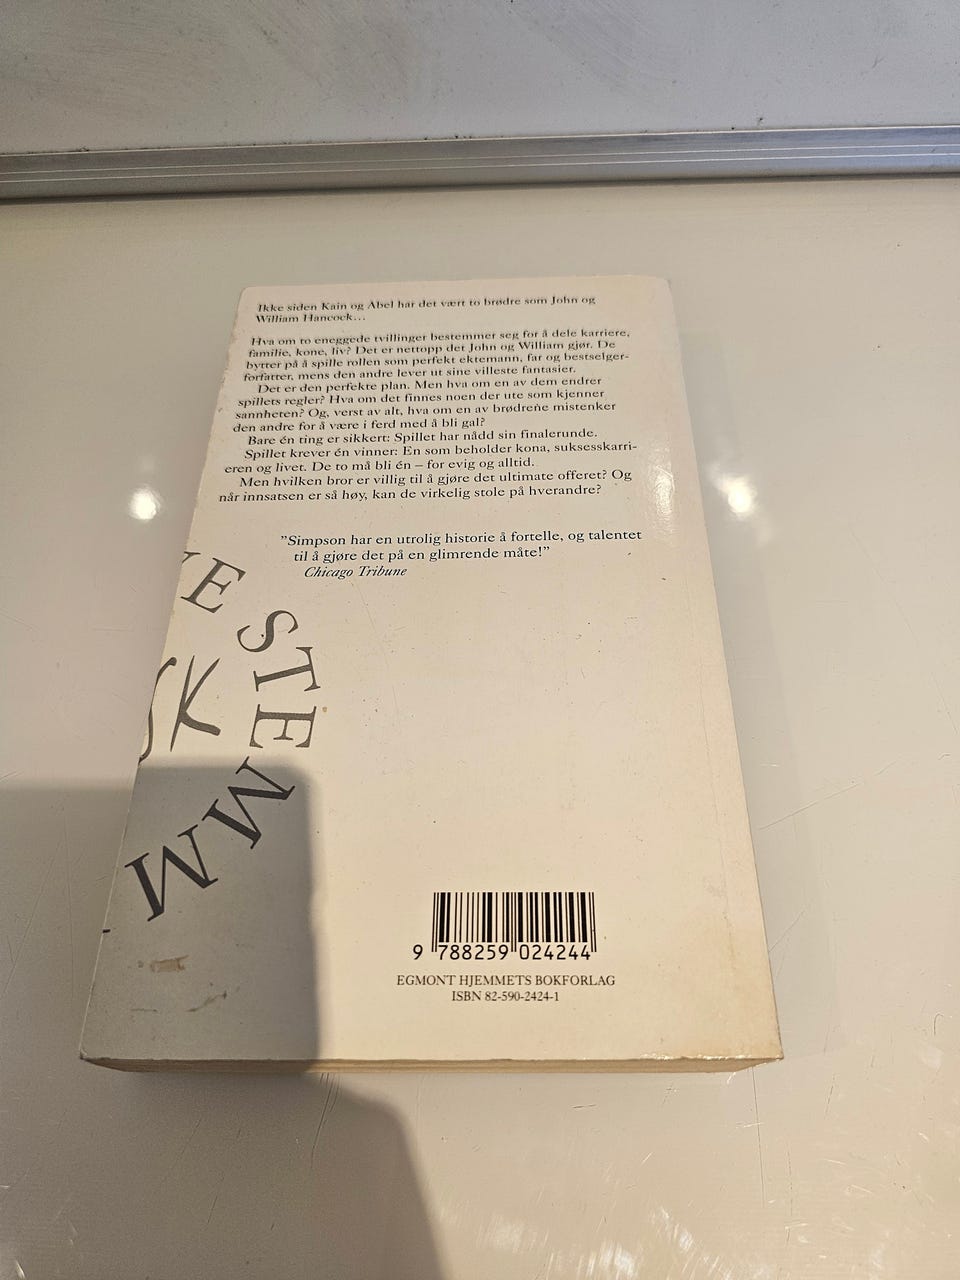 Ikke siden Kain og Abel har det vært to brødre som John og
William Hancock...
Hva om to eneggede tvillinger bestemmer seg for å dele karriere,
familie, kone, liv? Det er nettopp det John og William gjør. De
bytter på å spille rollen som perfekt ektemann, far og bestselger-
forfatter, mens den andre lever ut sine villeste fantasier.
Det er den perfekte plan. Men hva om en av dem endrer
spillets regler? Hva om det finnes noen der ute som kjenner
sannheten? Og, verst av alt, hva om en av brødrene mistenker
den andre for å være i ferd med å bli gal?
Bare én ting er sikkert: Spillet har nådd sin finalerunde.
Spillet krever én vinner: En som beholder kona, suksesskarri-
eren og livet. De to må bli én – for evig og alltid.
Men hvilken bror er villig til å gjøre det ultimate offeret? Og
når innsatsen er så høy, kan de virkelig stole på hverandre?
"Simpson har en utrolig historie å fortelle, og talentet
til å gjøre det på en glimrende måte!"
Chicago Tribune
VE STEMM
SK
9 788259 024244
EGMONT HJEMMETS BOKFORLAG
ISBN 82-590-2424-1